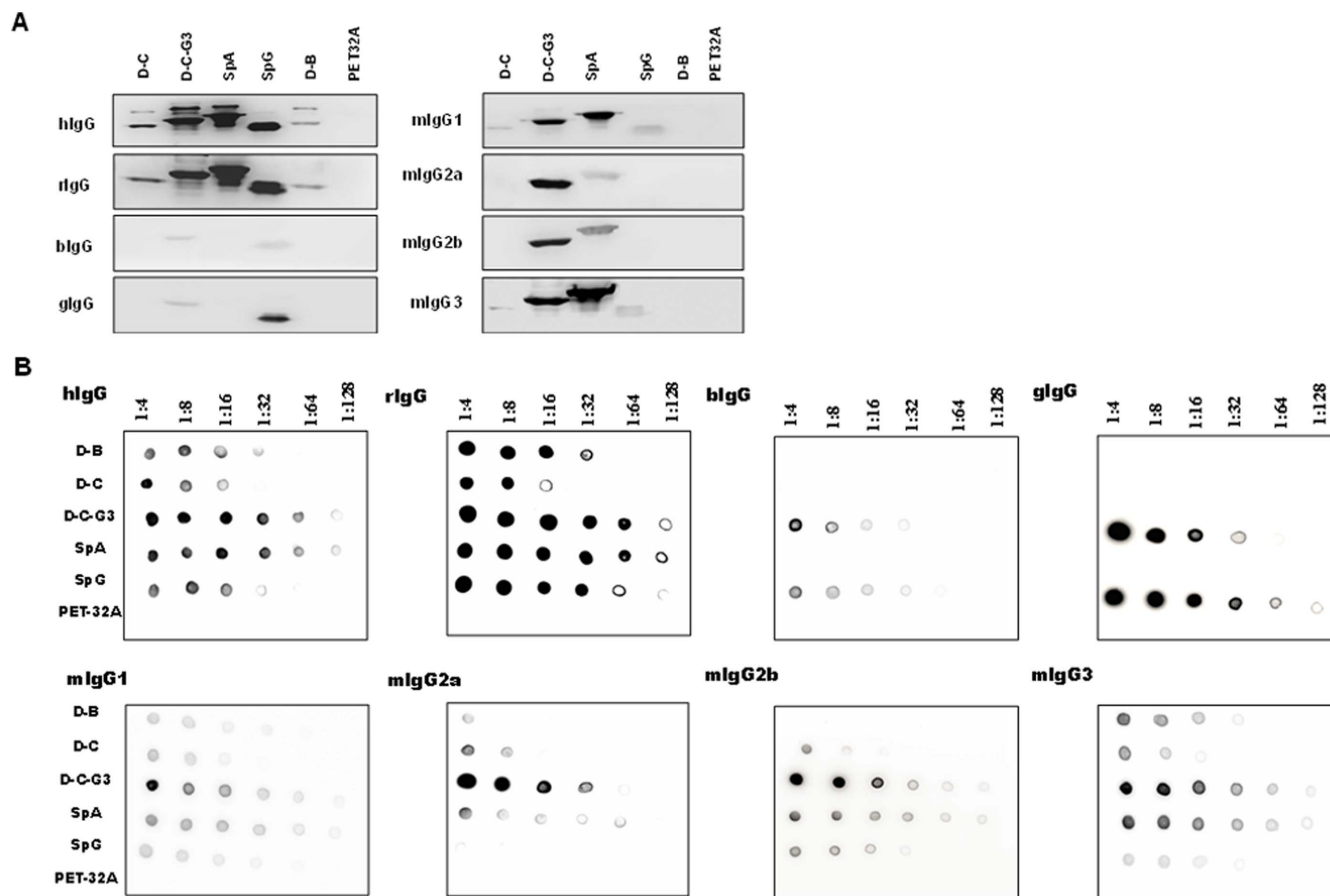 A
D-C D-C-G3 SpA SpG D-B PET32A
D-C D-C-G3 SpA SpG D-B PET32A
hIgG
rIgG
bIgG
gIgG
mIgG1
mIgG2a
mIgG2b
mIgG3
B
hIgG 1:4 1:8 1:16 1:32 1:64 1:128
rIgG 1:4 1:8 1:16 1:32 1:64 1:128
bIgG 1:4 1:8 1:16 1:32 1:64 1:128
gIgG 1:4 1:8 1:16 1:32 1:64 1:128
D-B
D-C
D-C-G3
SpA
SpG
PET-32A
mIgG1
mIgG2a
mIgG2b
mIgG3
D-B
D-C
D-C-G3
SpA
SpG
PET-32A